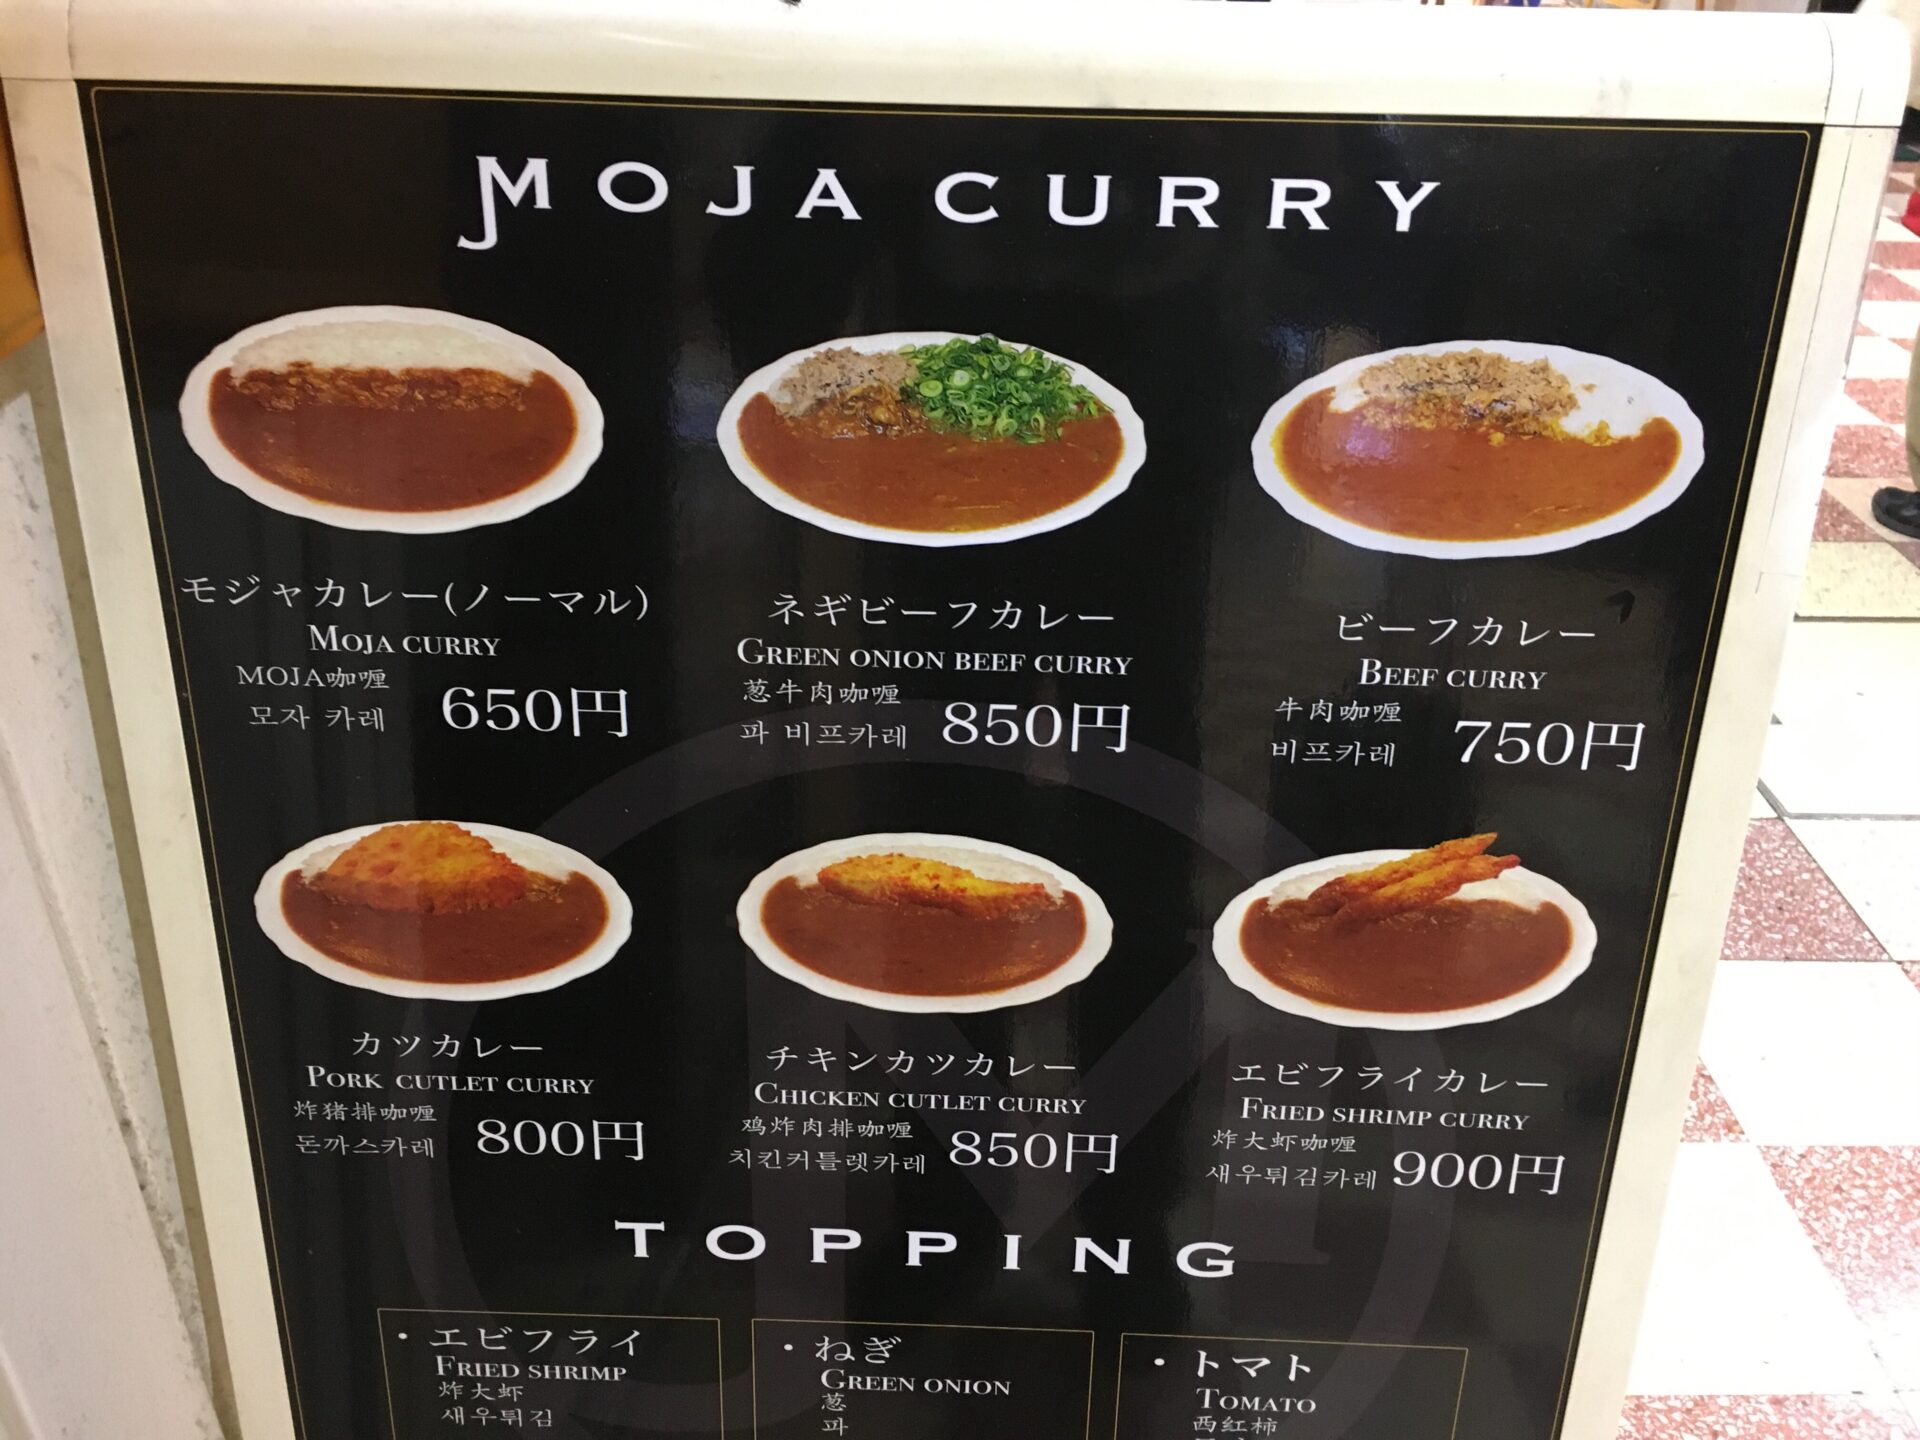 MOJA CURRY
モジャカレー(ノーマル)
MOJA CURRY
MOJA咖喱
모자 카레
650円
ネギビーフカレー
GREEN ONION BEEF CURRY
葱牛肉咖喱
파 비프카레
850円
ビーフカレー
BEEF CURRY
牛肉咖喱
비프카레
750円
カツカレー
PORK CUTLET CURRY
炸猪排咖喱
돈까스카레
800円
チキンカツカレー
CHICKEN CUTLET CURRY
鸡炸肉排咖喱
치킨커틀렛카레
850円
エビフライカレー
FRIED SHRIMP CURRY
炸大虾咖喱
새우튀김카레
900円
TOPPING
・エビフライ
FRIED SHRIMP
炸大虾
새우튀김
・ねぎ
GREEN ONION
葱
파
・トマト
TOMATO
西红柿